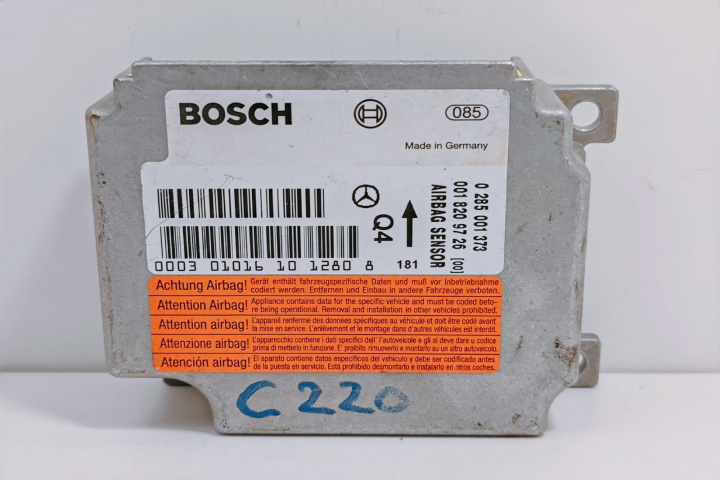 BOSCH
085
Made in Germany
0 285 001 373
001 820 97 26 [00]
AIRBAG SENSOR
Q4
181
0003 01016 10 1280 8
Achtung Airbag! Gerät enthält fahrzeugspezifische Daten und muß vor Inbetriebnahme
codiert werden. Entfernen und Einbau in andere Fahrzeuge verboten.
Attention Airbag! Appliance contains data for the specific vehicle and must be coded befo-
re being operational. Removal and installation in other vehicles prohibited.
Attention airbag! L'appareil renferme des données spécifiques au véhicule et doit être codé avant
la mise en service. L'enlèvement et le montage dans d'autres véhicules est interdit.
Attenzione airbag! L'apparecchio contiene i dati specifici dell' l'autoveicolo e gli si deve dare u codice
prima di metterlo in funzione. E' proibito rimuoverlo e montarlo su un altro autoveicolo.
Atención airbag! El aparato contiene datos específicos del vehículo y debe ser codificado antes
de la puesta en servicio. Está prohibido desmontarlo e instalarlo en otros coches.
C220